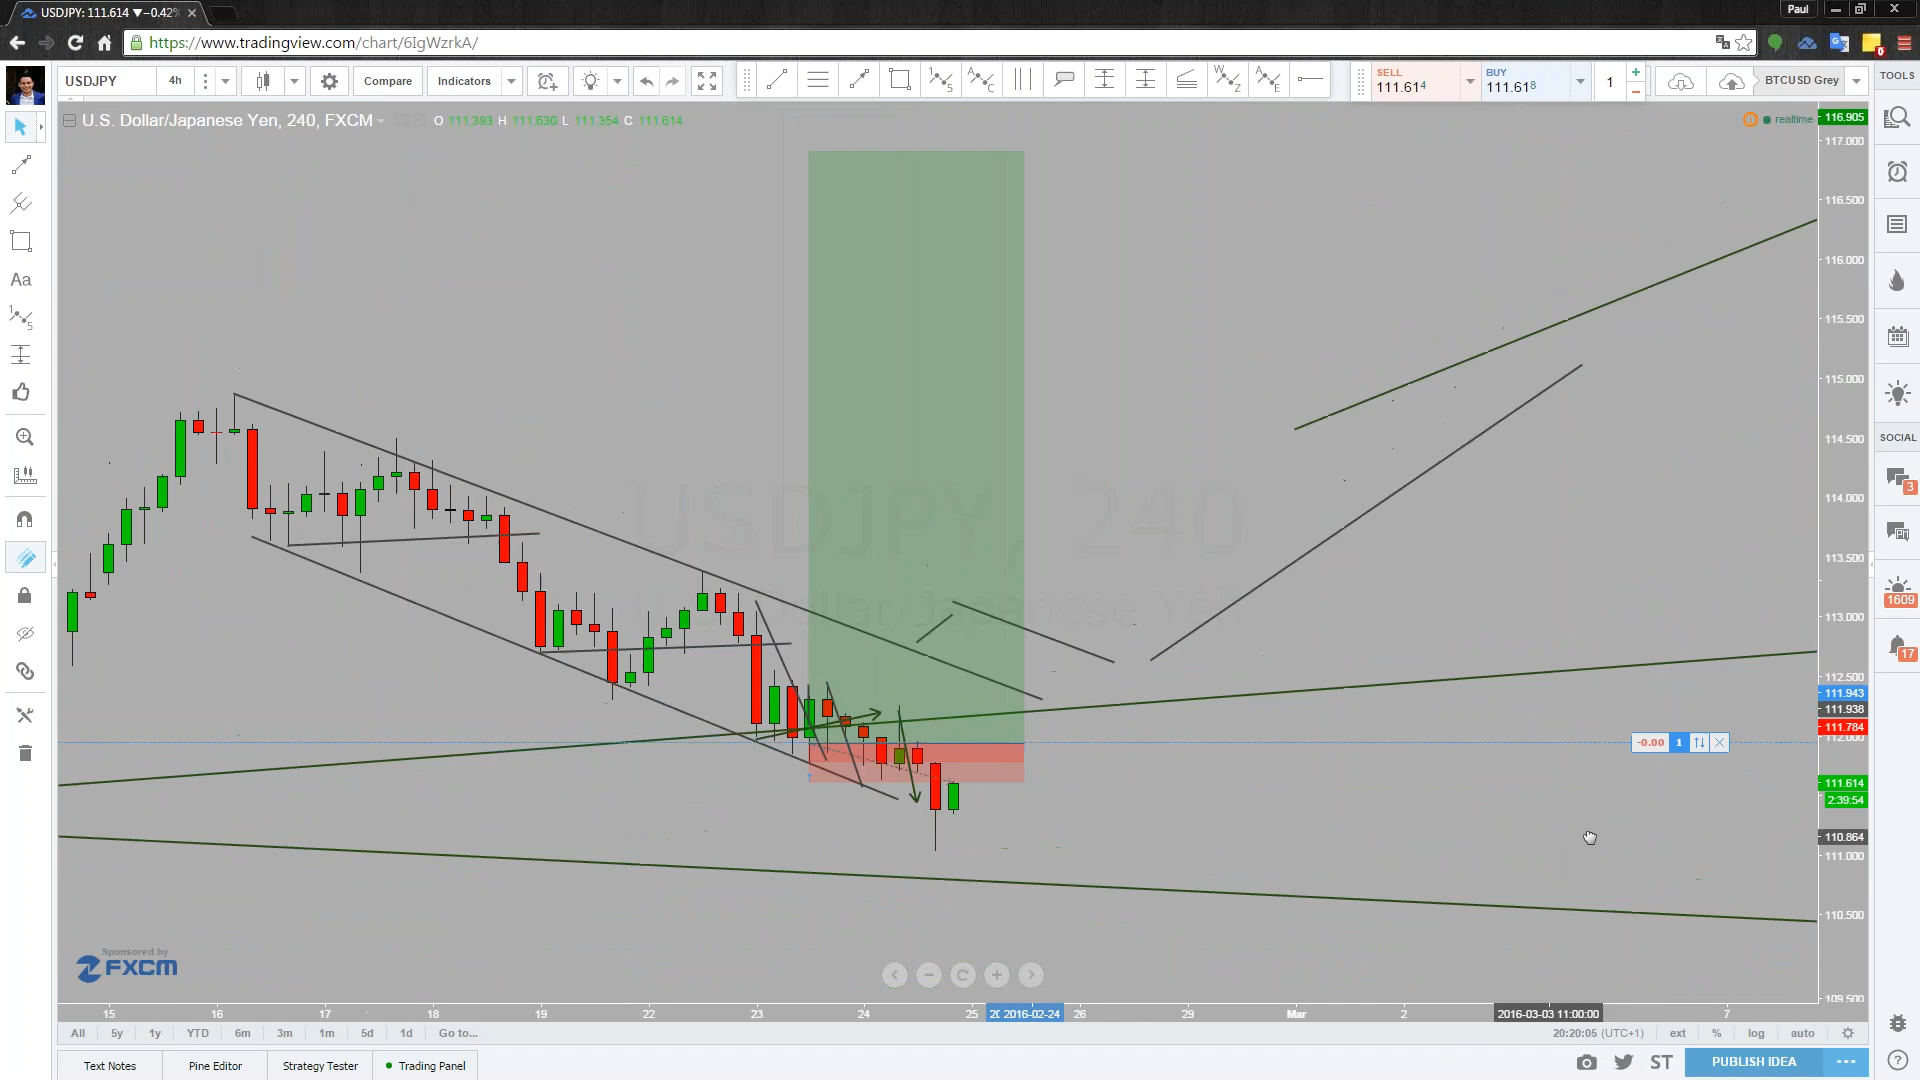 USDJPY: 111.614 ▼−0.42%
Paul
https://www.tradingview.com/chart/6IgWzrkA/
0
USDJPY
4h
Compare
Indicators
SELL
111.614
BUY
111.618
1
BTCUSD Grey
TOOLS
U.S. Dollar/Japanese Yen, 240, FXCM
O 111.393 H 111.630 L 111.354 C 111.614
realtime
116.905
117.000
116.500
116.000
115.500
115.000
114.500
114.000
113.500
113.000
112.500
111.943
111.938
111.784
112.000
111.614
2:39:54
110.864
111.000
110.500
109.500
USDJPY, 240
U.S. Dollar/Japanese Yen
-0.00 1
Aa
SOCIAL
3
1609
17
Sponsored by
FXCM
15 16 17 18 19 22 23 24 25 2016-02-24 26 29 Mar 2 2016-03-03 11:00:00 7
All 5y 1y YTD 6m 3m 1m 5d 1d Go to...
20:20:05 (UTC+1) ext % log auto
Text Notes Pine Editor Strategy Tester Trading Panel
ST PUBLISH IDEA